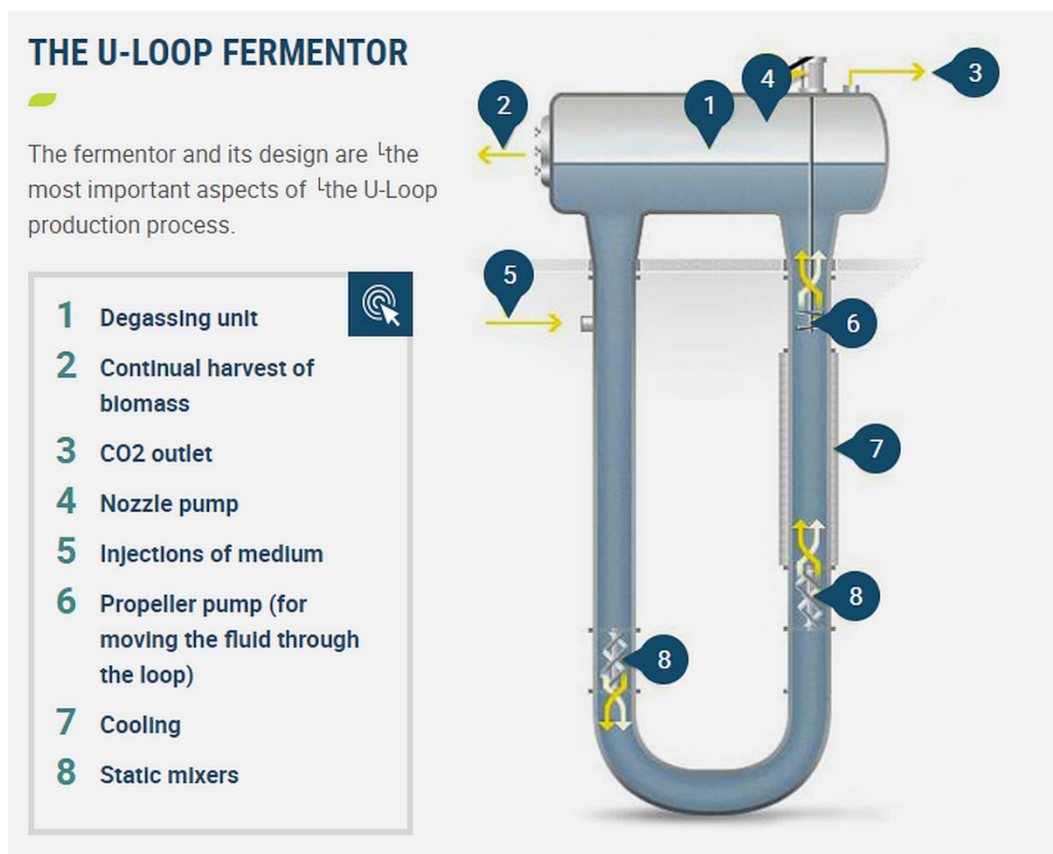 THE U-LOOP FERMENTOR
The fermentor and its design are └the
most important aspects of └the U-Loop
production process.
1 Degassing unit
2 Continual harvest of
biomass
3 CO2 outlet
4 Nozzle pump
5 Injections of medium
6 Propeller pump (for
moving the fluid through
the loop)
7 Cooling
8 Static mixers
4
3
2
1
5
6
7
8
8